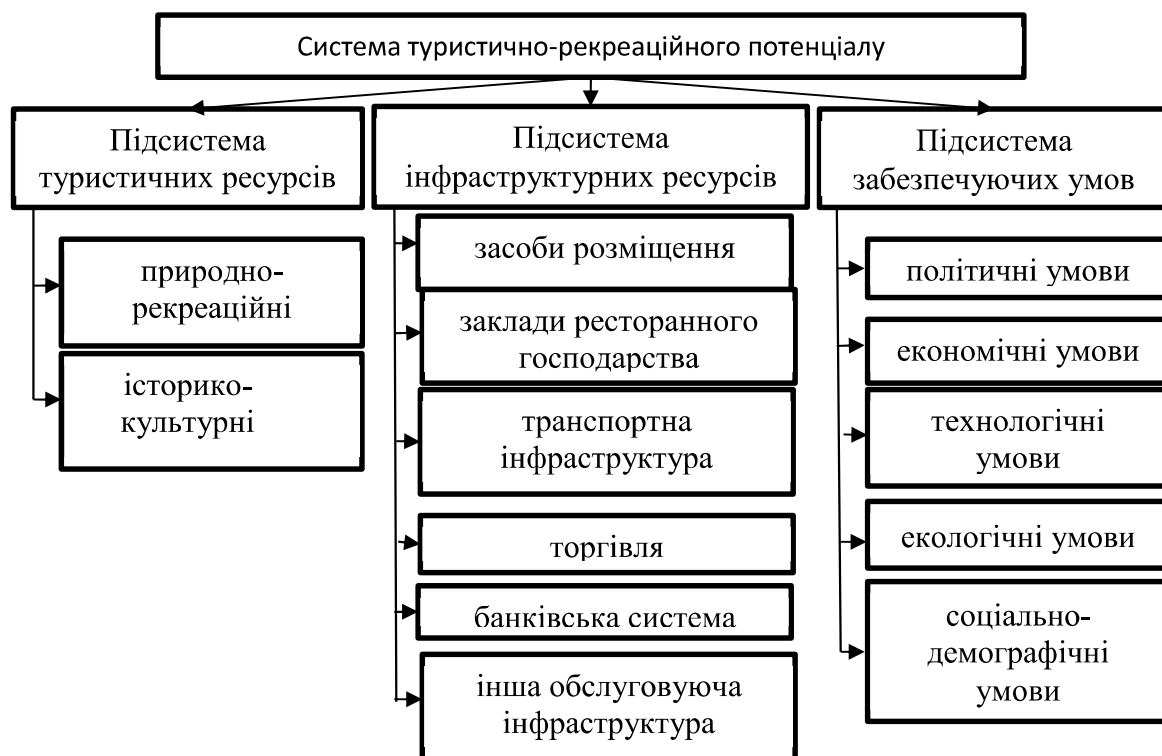 Система туристично-рекреаційного потенціалу
Підсистема
туристичних ресурсів
природно-
рекреаційні
історико-
культурні
Підсистема
інфраструктурних ресурсів
засоби розміщення
заклади ресторанного
господарства
транспортна
інфраструктура
торгівля
банківська система
інша обслуговуюча
інфраструктура
Підсистема
забезпечуючих умов
політичні умови
економічні умови
технологічні
умови
екологічні умови
соціально-
демографічні
умови